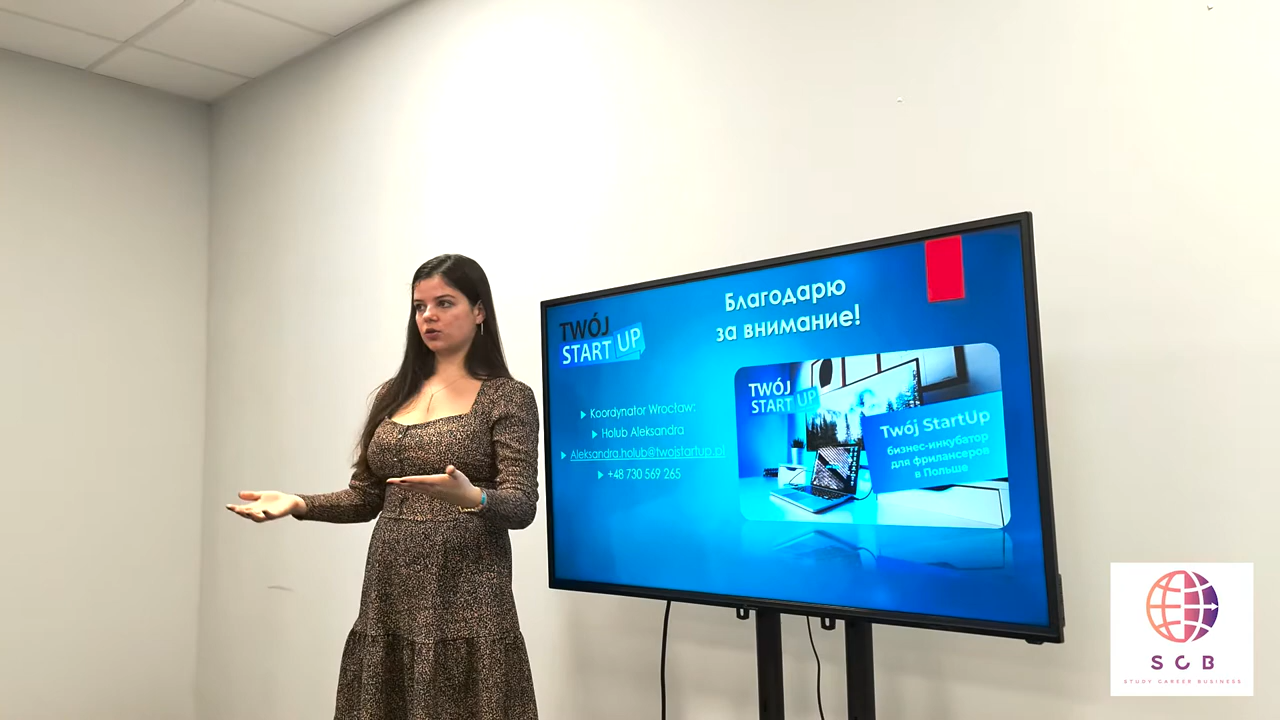 Благодарю
за внимание!
TWÓJ
START UP
Koordynator Wrocław:
Holub Aleksandra
Aleksandra.holub@twojstartup.pl
+48 730 569 265
TWÓJ
START UP
Twój StartUp
бизнес-инкубатор
для фрилансеров
в Польше
SCB
STUDY CAREER BUSINESS